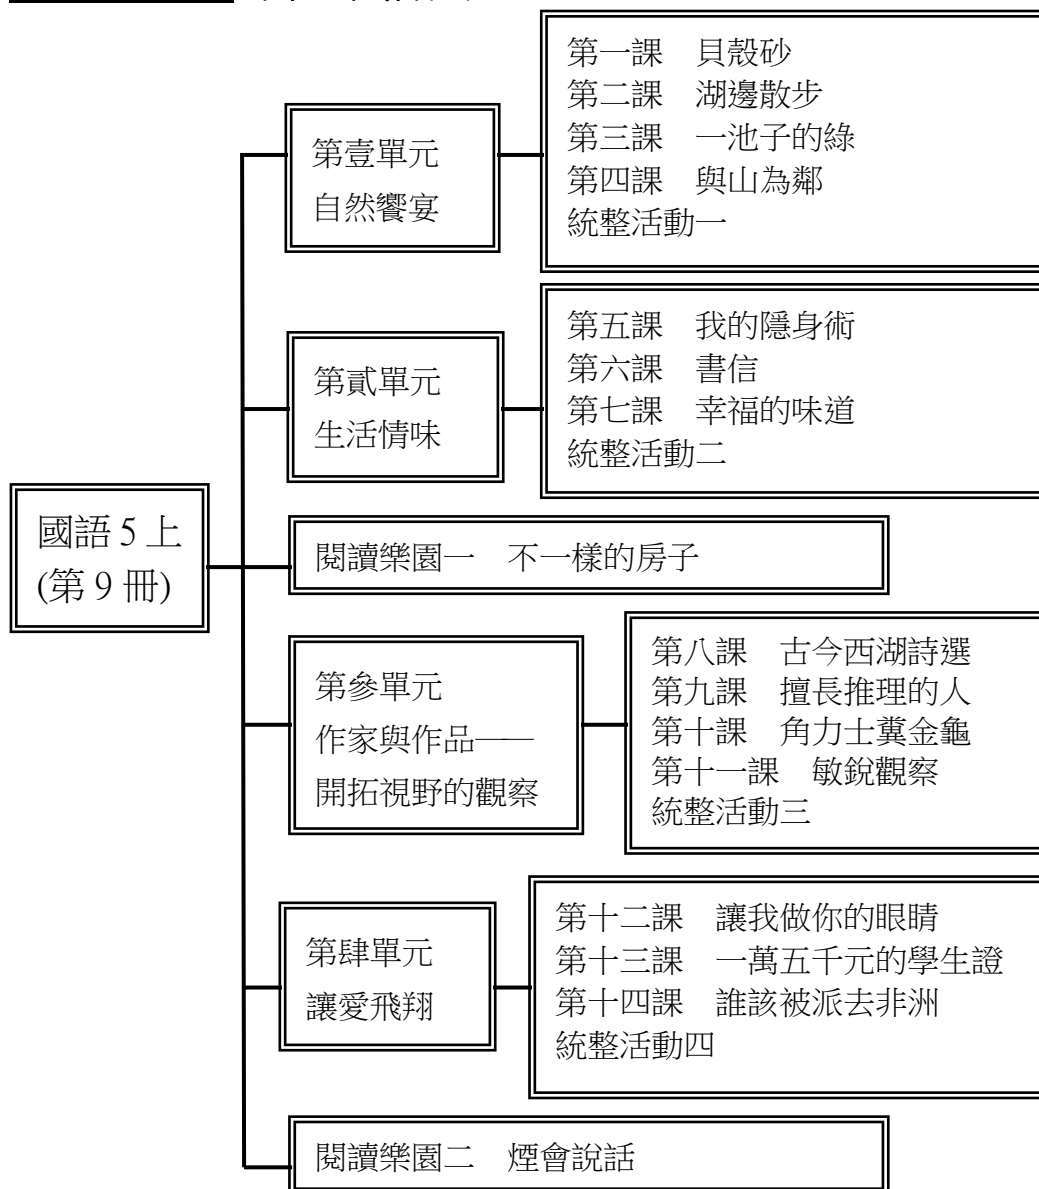 第一課　貝殼砂
第二課　湖邊散步
第三課　一池子的綠
第四課　與山為鄰
統整活動一
第壹單元
自然饗宴
第五課　我的隱身術
第六課　書信
第七課　幸福的味道
統整活動二
第貳單元
生活情味
國語 5 上
(第 9 冊)
閱讀樂園一　不一樣的房子
第八課　古今西湖詩選
第九課　擅長推理的人
第十課　角力士糞金龜
第十一課　敏銳觀察
統整活動三
第參單元
作家與作品——
開拓視野的觀察
第十二課　讓我做你的眼睛
第十三課　一萬五千元的學生證
第十四課　誰該被派去非洲
統整活動四
第肆單元
讓愛飛翔
閱讀樂園二　煙會說話